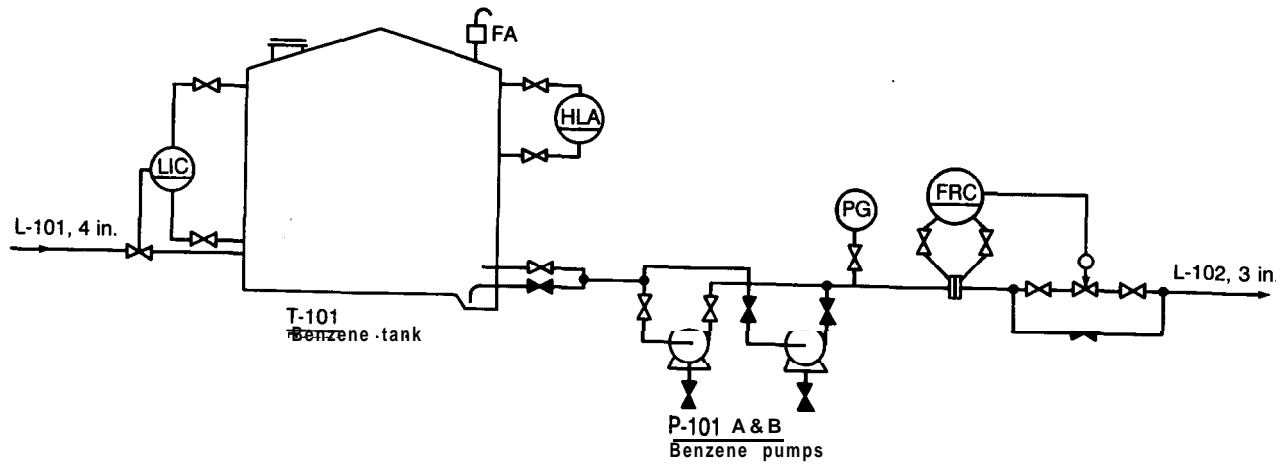 FA
HLA
LIC
FRC
PG
L-101, 4 in.
L-102, 3 in.
T-101
Benzene tank
P-101 A & B
Benzene pumps